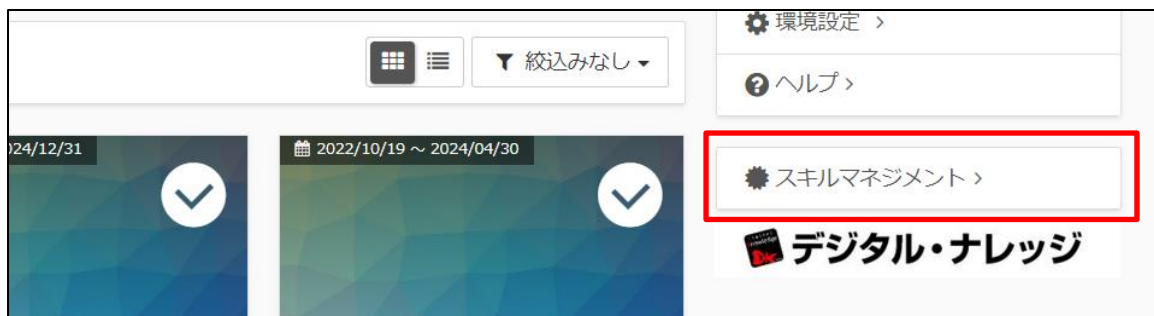 環境設定 >
絞込みなし
ヘルプ >
024/12/31
2022/10/19 ～ 2024/04/30
スキルマネジメント >
デジタル・ナレッジ